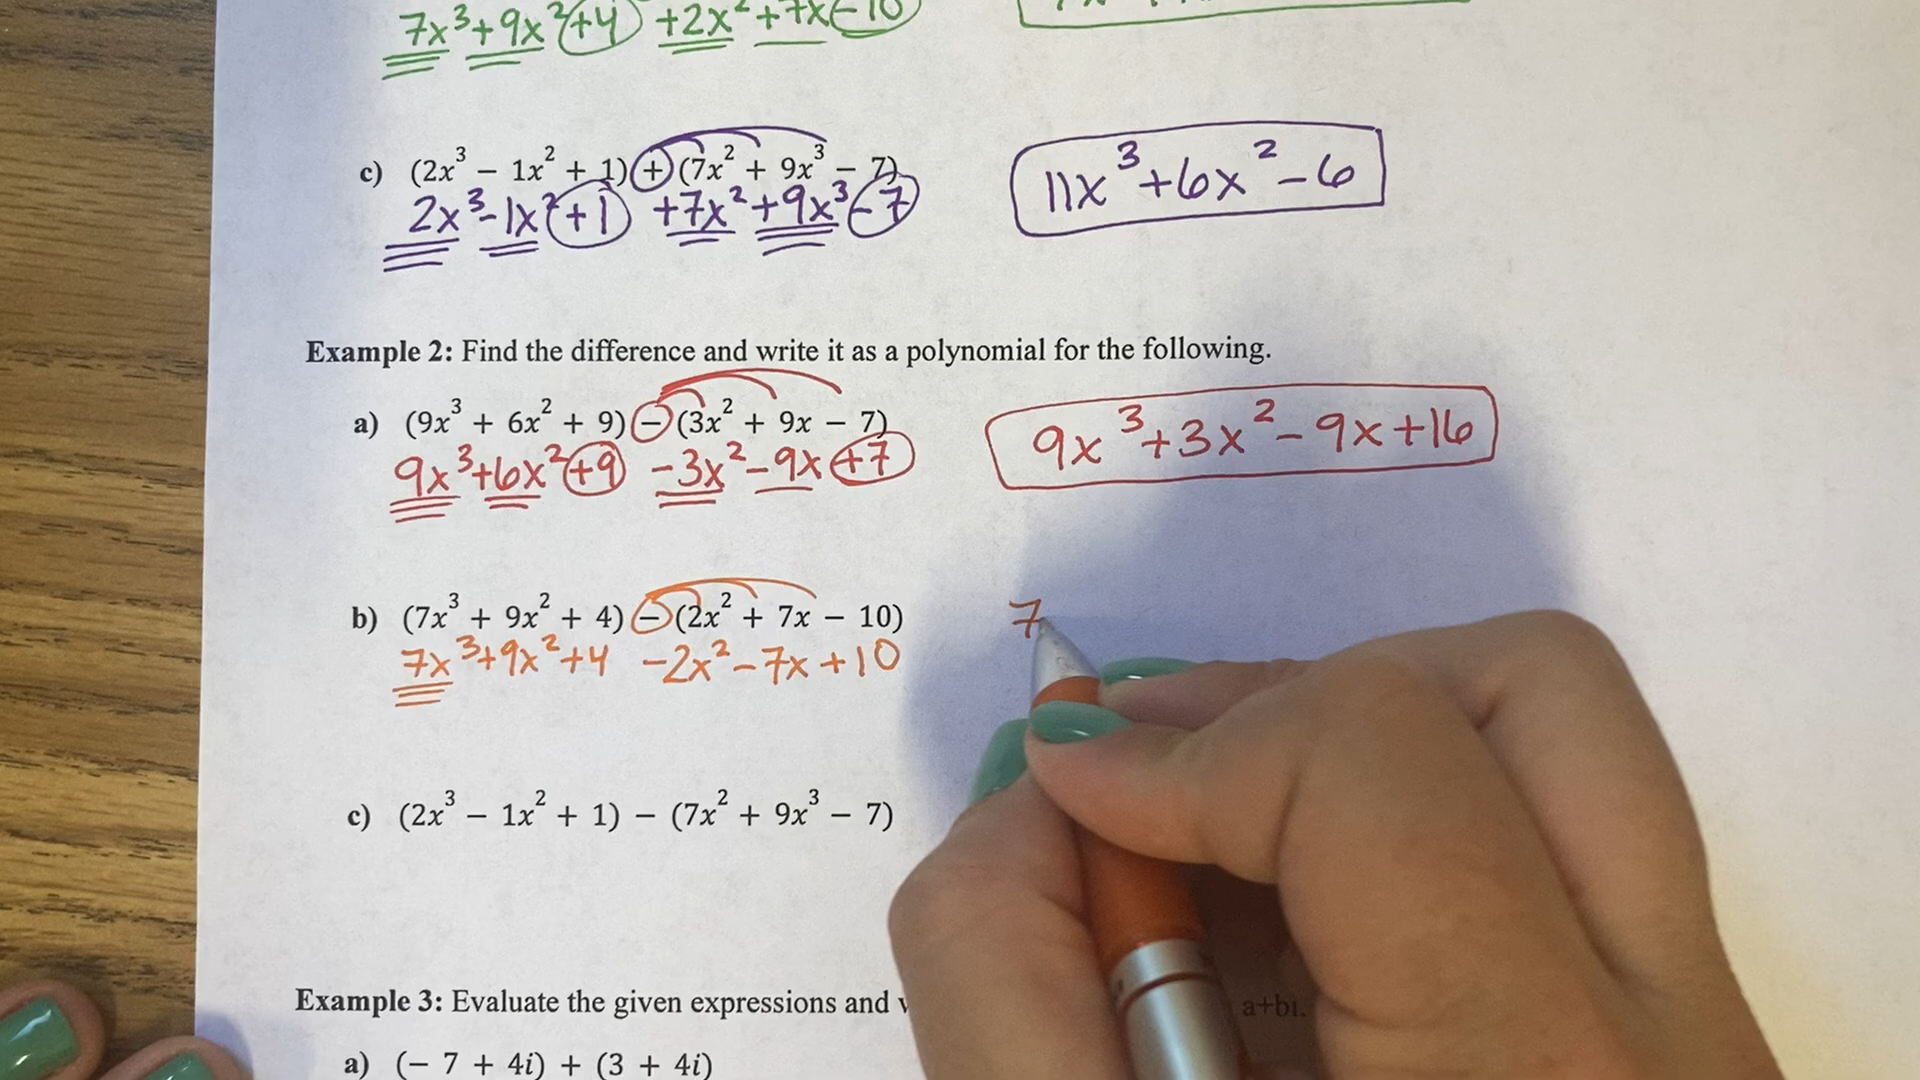 7x³+9x²+4 +2x²+7x-10
c) (2x³ − 1x² + 1) + (7x² + 9x³ − 7)
2x³-1x²+1 +7x²+9x³-7
11x³+6x²-6
Example 2: Find the difference and write it as a polynomial for the following.
a) (9x³ + 6x² + 9) − (3x² + 9x − 7)
9x³+6x²+9 -3x²-9x+7
9x³+3x²-9x+16
b) (7x³ + 9x² + 4) − (2x² + 7x − 10)
7
7x³+9x²+4 -2x²-7x+10
c) (2x³ − 1x² + 1) − (7x² + 9x³ − 7)
Example 3: Evaluate the given expressions and a+bi.
a) (− 7 + 4i) + (3 + 4i)